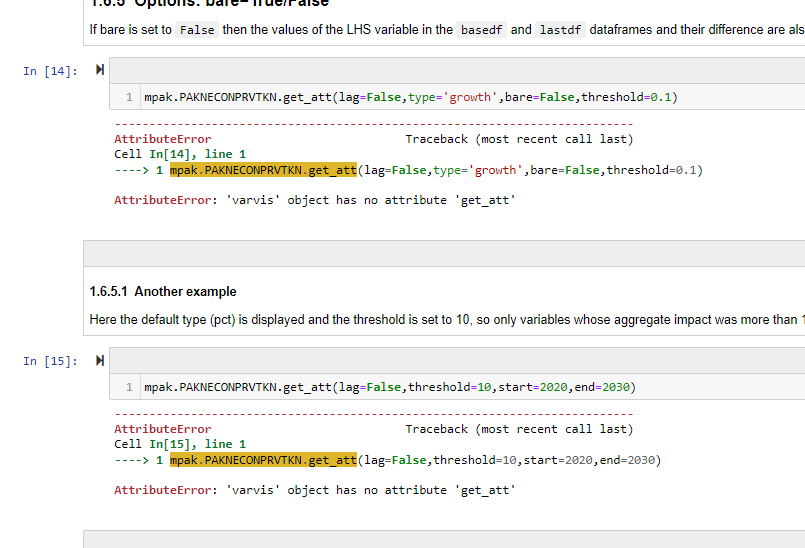 1.6.5 Options: bare=True/False
If bare is set to False then the values of the LHS variable in the basedf and lastdf dataframes and their difference are als
In [14]:
1 mpak.PAKNECONPRVTKN.get_att(lag=False,type='growth',bare=False,threshold=0.1)
---------------------------------------------------------------------------
AttributeError Traceback (most recent call last)
Cell In[14], line 1
----> 1 mpak.PAKNECONPRVTKN.get_att(lag=False,type='growth',bare=False,threshold=0.1)
AttributeError: 'varvis' object has no attribute 'get_att'
1.6.5.1 Another example
Here the default type (pct) is displayed and the threshold is set to 10, so only variables whose aggregate impact was more than 1
In [15]:
1 mpak.PAKNECONPRVTKN.get_att(lag=False,threshold=10,start=2020,end=2030)
---------------------------------------------------------------------------
AttributeError Traceback (most recent call last)
Cell In[15], line 1
----> 1 mpak.PAKNECONPRVTKN.get_att(lag=False,threshold=10,start=2020,end=2030)
AttributeError: 'varvis' object has no attribute 'get_att'